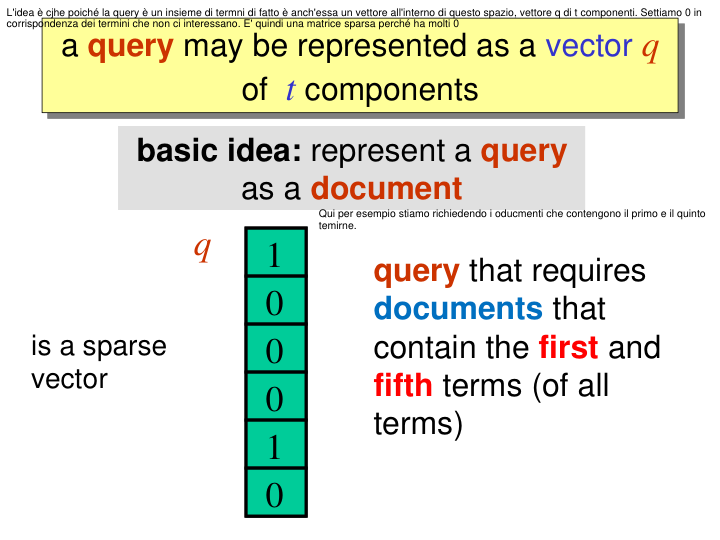 L'idea è cjhe poiché la query è un insieme di termni di fatto è anch'essa un vettore all'interno di questo spazio, vettore q di t componenti. Settiamo 0 in
corrispondenza dei termini che non ci interessano. E' quindi una matrice sparsa perché ha molti 0
a query may be represented as a vector q
of t components
basic idea: represent a query
as a document
Qui per esempio stiamo richiedendo i oducmenti che contengono il primo e il quinto
temirne.
q
1
0
0
0
1
0
is a sparse
vector
query that requires
documents that
contain the first and
fifth terms (of all
terms)